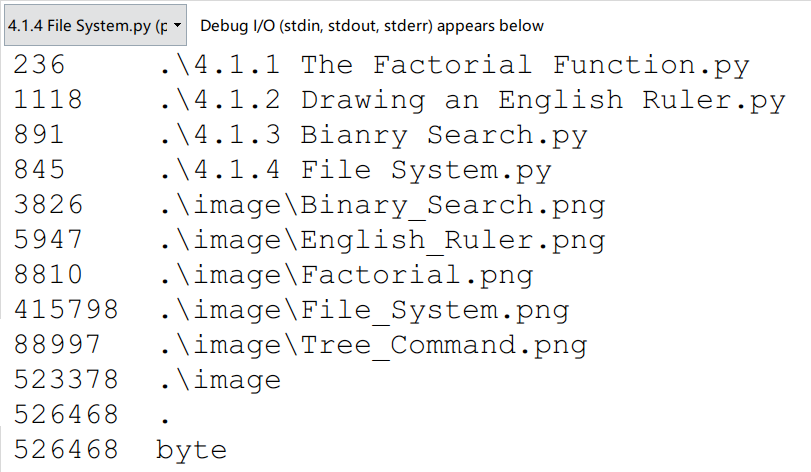 4.1.4 File System.py (p Debug I/O (stdin, stdout, stderr) appears below
236 .\4.1.1 The Factorial Function.py
1118 .\4.1.2 Drawing an English Ruler.py
891 .\4.1.3 Bianry Search.py
845 .\4.1.4 File System.py
3826 .\image\Binary_Search.png
5947 .\image\English_Ruler.png
8810 .\image\Factorial.png
415798 .\image\File_System.png
88997 .\image\Tree_Command.png
523378 .\image
526468 .
526468 byte